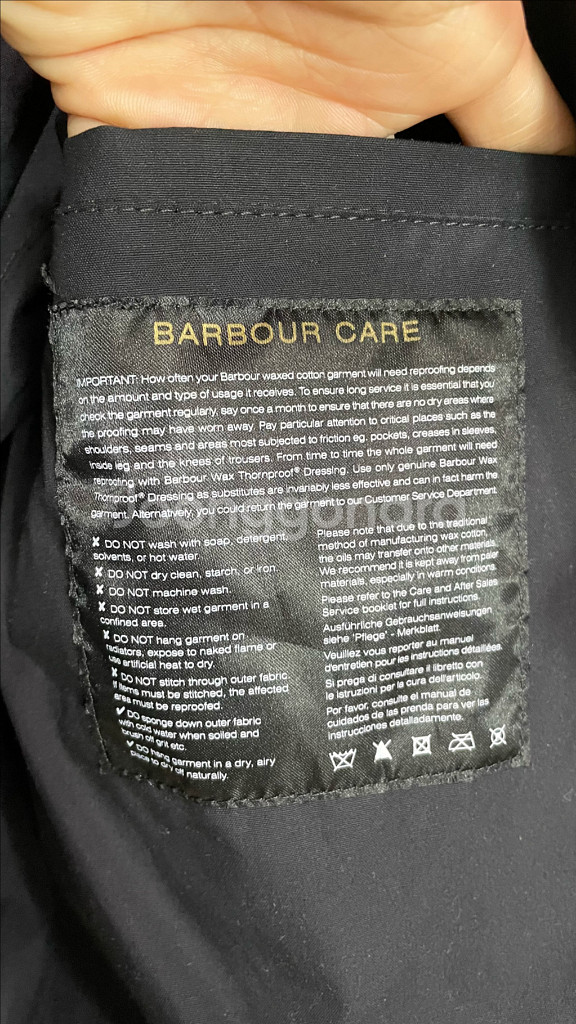 BARBOUR CARE
IMPORTANT: How often your Barbour waxed cotton garment will need reproofing depends
on the amount and type of usage it receives. To ensure long service it is essential that you
check the garment regularly, say once a month to ensure that there are no dry areas where
the proofing may have worn away. Pay particular attention to critical places such as the
shoulders, seams and areas most subjected to friction eg. pockets, creases in sleeves,
inside leg and the knees of trousers. From time to time the whole garment will need
reproofing with Barbour Wax Thornproof® Dressing. Use only genuine Barbour Wax
Thornproof® Dressing as substitutes are invariably less effective and can in fact harm the
garment. Alternatively, you could return the garment to our Customer Service Department.
✘ DO NOT wash with soap, detergent,
solvents, or hot water.
✘ DO NOT dry clean, starch, or iron.
✘ DO NOT machine wash.
✘ DO NOT store wet garment in a
confined area.
✘ DO NOT hang garment on
radiators, expose to naked flame or
use artificial heat to dry.
✘ DO NOT stitch through outer fabric
If items must be stitched, the affected
area must be reproofed.
✔ DO sponge down outer fabric
with cold water when soiled and
brush off grit etc.
✔ DO hang garment in a dry, airy
place to dry off naturally.
Please note that due to the traditional
method of manufacturing wax cotton,
the oils may transfer onto other materials.
We recommend it is kept away from paler
materials, especially in warm conditions.
Please refer to the Care and After Sales
Service booklet for full instructions.
Ausführliche Gebrauchsanweisungen,
siehe 'Pflege' - Merkblatt.
Veuillez vous reporter au manuel
d'entretien pour les instructions détaillées.
Si prega di consultare il libretto con
le istruzioni per la cura dell'articolo.
Por favor, consulte el manual de
cuidados de las prenda para ver las
instrucciones detalladamente.